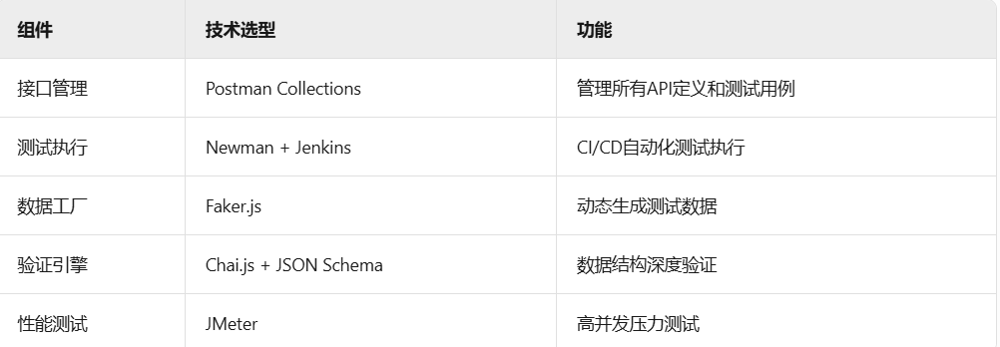 组件 技术选型 功能
接口管理 Postman Collections 管理所有API定义和测试用例
测试执行 Newman + Jenkins CI/CD自动化测试执行
数据工厂 Faker.js 动态生成测试数据
验证引擎 Chai.js + JSON Schema 数据结构深度验证
性能测试 JMeter 高并发压力测试